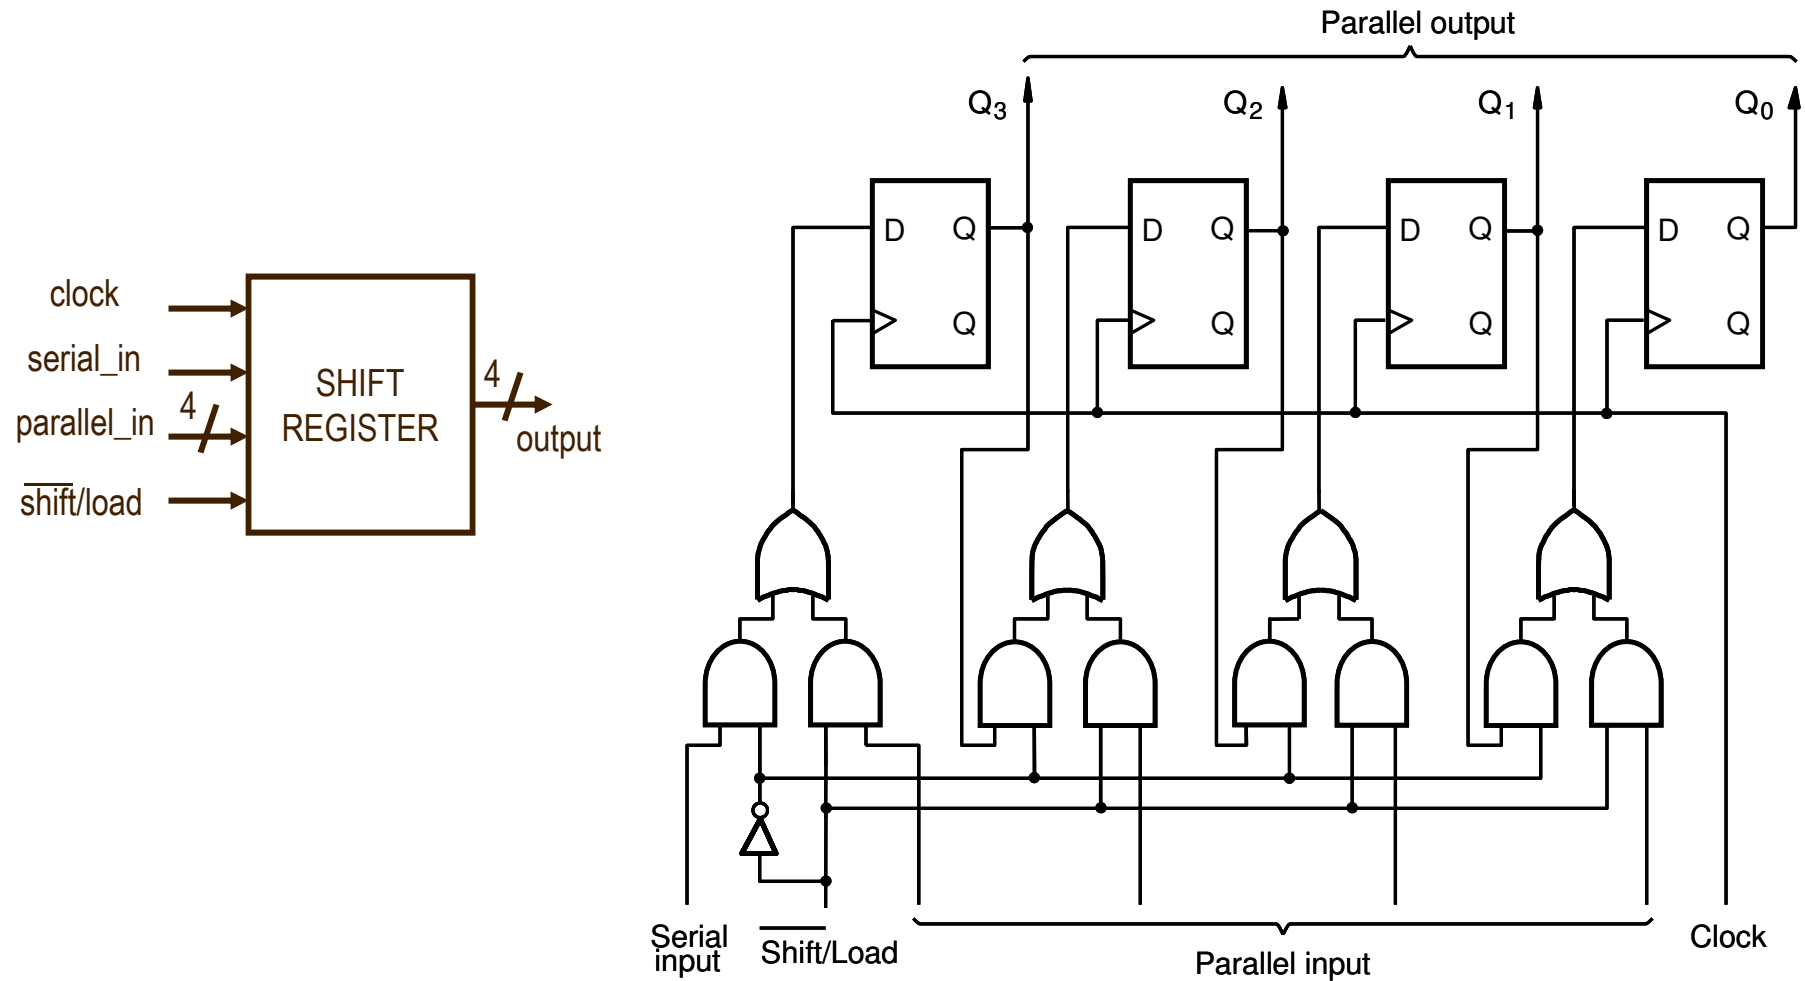 clock
serial_in
parallel_in
4
shift/load
SHIFT
REGISTER
4
output
Parallel output
Q3
Q2
Q1
Q0
D Q
Q
D Q
Q
D Q
Q
D Q
Q
Serial
input
Shift/Load
Parallel input
Clock